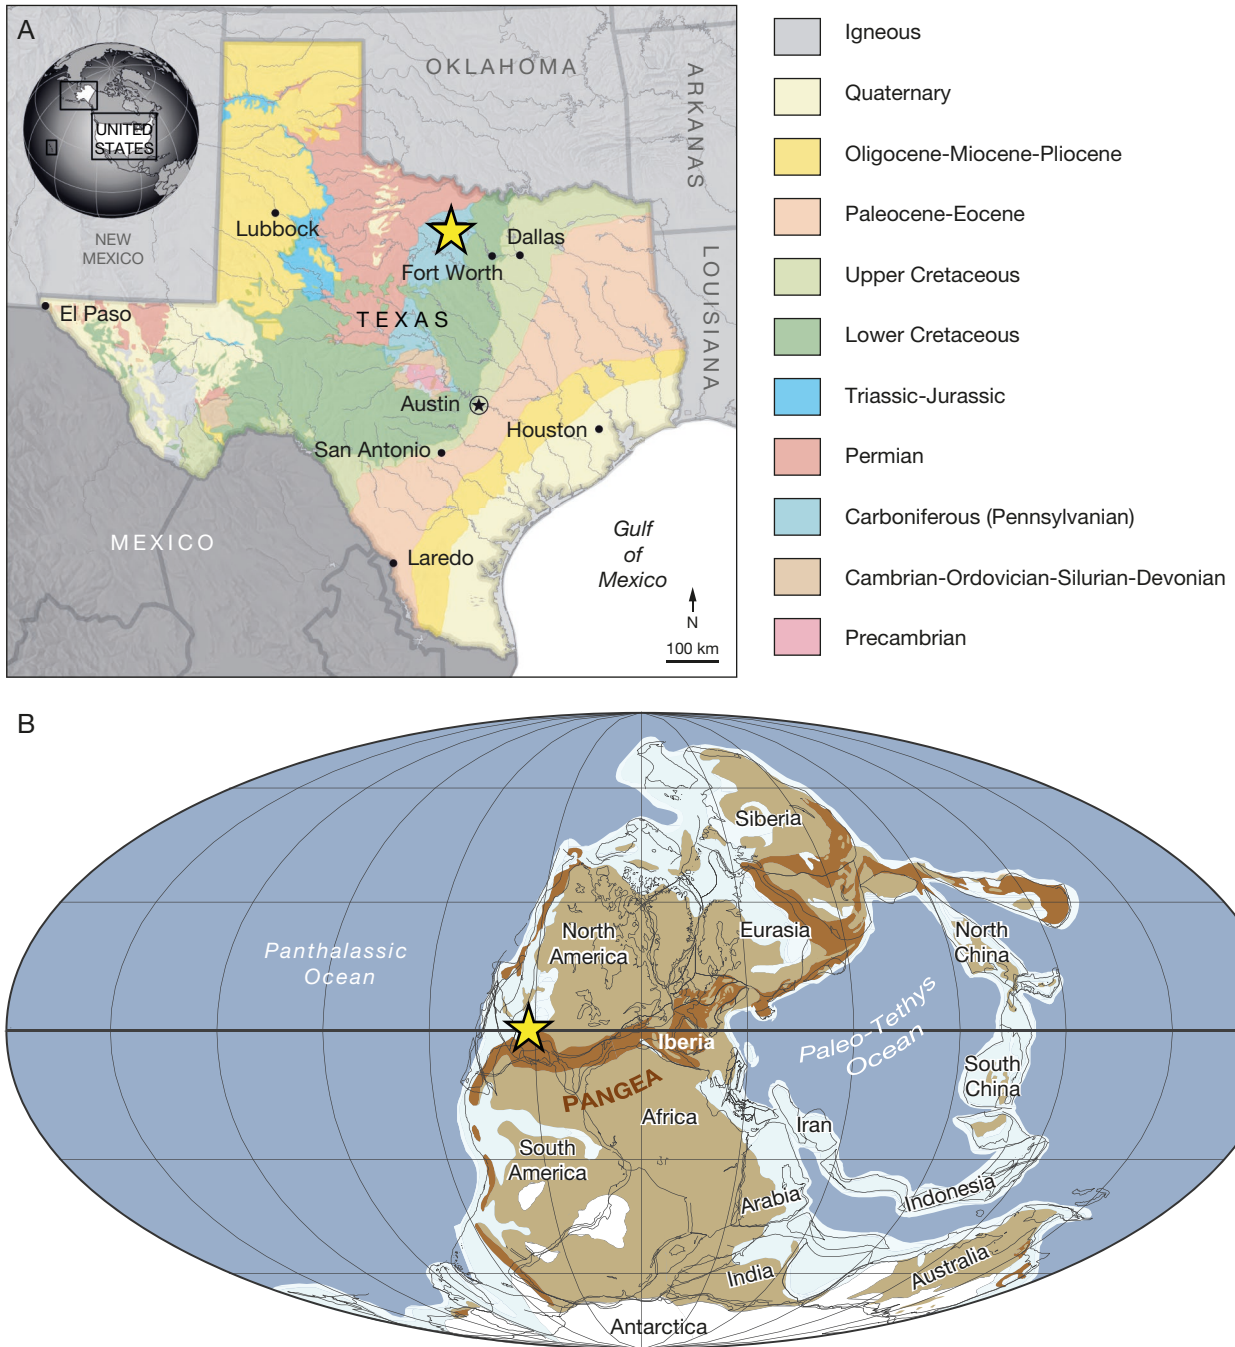 A
UNITED
STATES
OKLAHOMA
ARKANSAS
NEW
MEXICO
Lubbock
Dallas
Fort Worth
LOUISIANA
El Paso
TEXAS
Austin
Houston
San Antonio
MEXICO
Gulf
of
Mexico
Laredo
N
100 km
Igneous
Quaternary
Oligocene-Miocene-Pliocene
Paleocene-Eocene
Upper Cretaceous
Lower Cretaceous
Triassic-Jurassic
Permian
Carboniferous (Pennsylvanian)
Cambrian-Ordovician-Silurian-Devonian
Precambrian
B
Siberia
Panthalassic
Ocean
North
America
Eurasia
North
China
Paleo-Tethys
Ocean
Iberia
South
China
PANGEA
Africa
Iran
South
America
Arabia
Indonesia
India
Australia
Antarctica